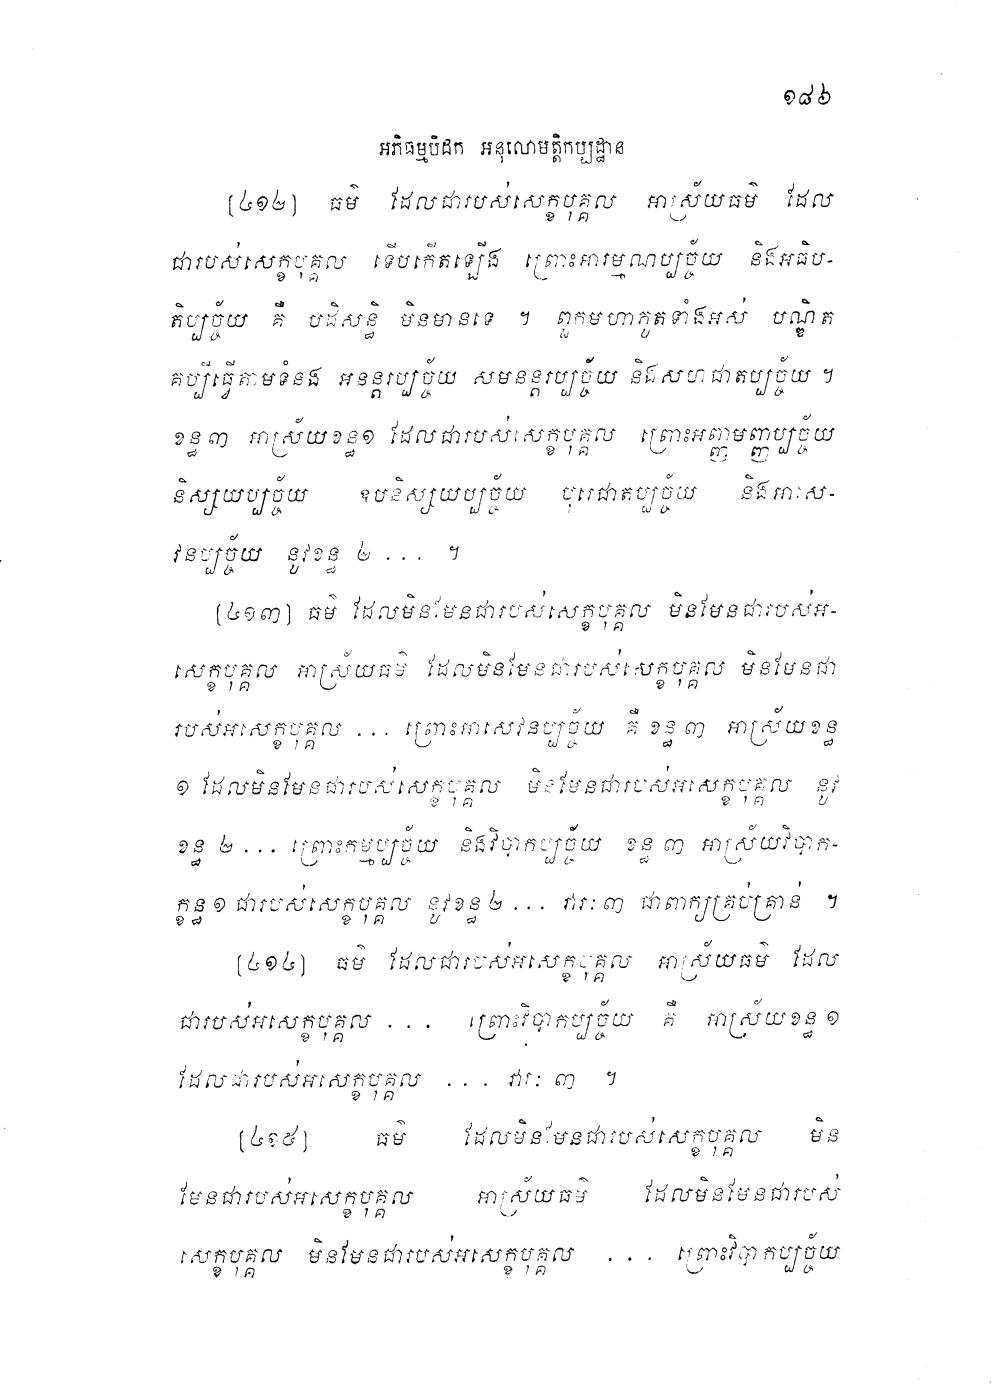 ១៨៦
អភិធម្មបិដក អនុលោមត្តិកប្បដ្ឋាន
[៤១២] ធម៌ ដែលជារបស់សេក្ខបុគ្គល អាស្រ័យធម៌ ដែល
ជារបស់សេក្ខបុគ្គល ទើបកើតឡើង ព្រោះអារម្មណប្បច្ច័យ និងអធិប-
តិប្បច្ច័យ គឺ បដិសន្ធិ មិនមានទេ ។ ពួកមហាភូតទាំងអស់ បណ្ឌិត
គប្បីធ្វើតាមទំនង អនន្តរប្បច្ច័យ សមនន្តរប្បច្ច័យ និងសហជាតប្បច្ច័យ ។
ខន្ធ ៣ អាស្រ័យខន្ធ១ ដែលជារបស់សេក្ខបុគ្គល ព្រោះអញ្ញមញ្ញប្បច្ច័យ
និស្សយប្បច្ច័យ ឧបនិស្សយប្បច្ច័យ បុរេជាតប្បច្ច័យ និងអាសេ-
វនប្បច្ច័យ នូវខន្ធ ២ ... ។
[៤១៣] ធម៌ ដែលមិនមែនជារបស់សេក្ខបុគ្គល មិនមែនជារបស់អ-
សេក្ខបុគ្គល អាស្រ័យធម៌ ដែលមិនមែនជារបស់សេក្ខបុគ្គល មិនមែនជា
របស់អសេក្ខបុគ្គល ... ព្រោះអាសេវនប្បច្ច័យ គឺ ខន្ធ ៣ អាស្រ័យខន្ធ
១ ដែលមិនមែនជារបស់សេក្ខបុគ្គល មិនមែនជារបស់អសេក្ខបុគ្គល នូវ
ខន្ធ ២ ... ព្រោះកម្មប្បច្ច័យ និងវិបាកប្បច្ច័យ ខន្ធ ៣ អាស្រ័យវិបាក-
ក្ខន្ធ ១ ជារបស់សេក្ខបុគ្គល នូវខន្ធ ២ ... វារៈ ៣ ជាពាក្យគ្រប់គ្រាន់ ។
[៤១៤] ធម៌ ដែលជារបស់អសេក្ខបុគ្គល អាស្រ័យធម៌ ដែល
ជារបស់អសេក្ខបុគ្គល ... ព្រោះវិបាកប្បច្ច័យ គឺ អាស្រ័យខន្ធ ១
ដែលជារបស់អសេក្ខបុគ្គល ... វារៈ ៣ ។
[៤១៥] ធម៌ ដែលមិនមែនជារបស់សេក្ខបុគ្គល មិន
មែនជារបស់អសេក្ខបុគ្គល អាស្រ័យធម៌ ដែលមិនមែនជារបស់
សេក្ខបុគ្គល មិនមែនជារបស់អសេក្ខបុគ្គល ... ព្រោះវិបាកប្បច្ច័យ